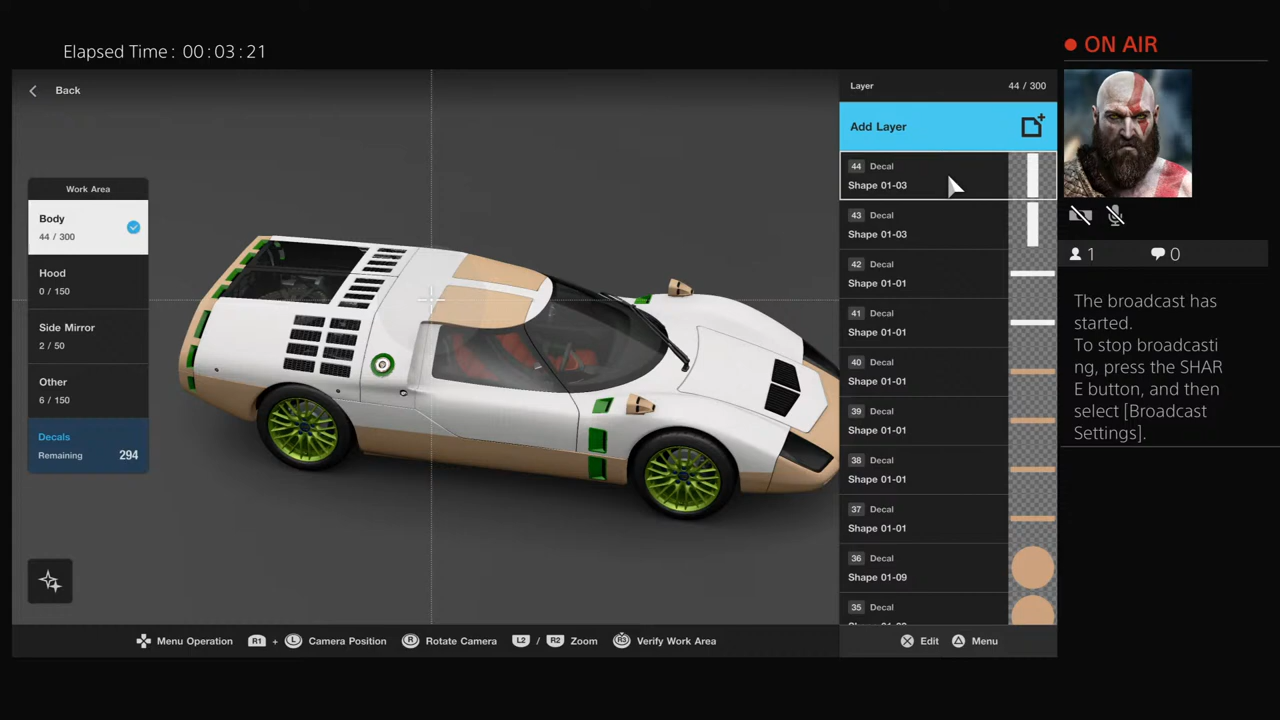 Elapsed Time : 00 : 03 : 21
ON AIR
Back
Layer 44 / 300
Add Layer
Work Area
Body
44 / 300
Hood
0 / 150
Side Mirror
2 / 50
Other
6 / 150
Decals
Remaining 294
44 Decal
Shape 01-03
43 Decal
Shape 01-03
42 Decal
Shape 01-01
41 Decal
Shape 01-01
40 Decal
Shape 01-01
39 Decal
Shape 01-01
38 Decal
Shape 01-01
37 Decal
Shape 01-01
36 Decal
Shape 01-09
35 Decal
1 0
The broadcast has
started.
To stop broadcasti
ng, press the SHAR
E button, and then
select [Broadcast
Settings].
Menu Operation R1 + L Camera Position R Rotate Camera L2 / R2 Zoom R3 Verify Work Area
Edit Menu